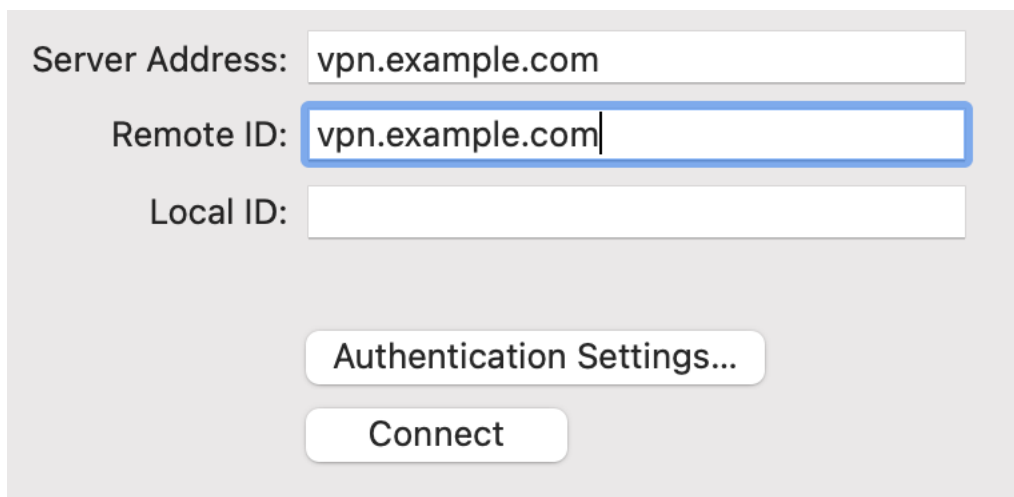 Server Address: vpn.example.com
Remote ID: vpn.example.com
Local ID:
Authentication Settings...
Connect